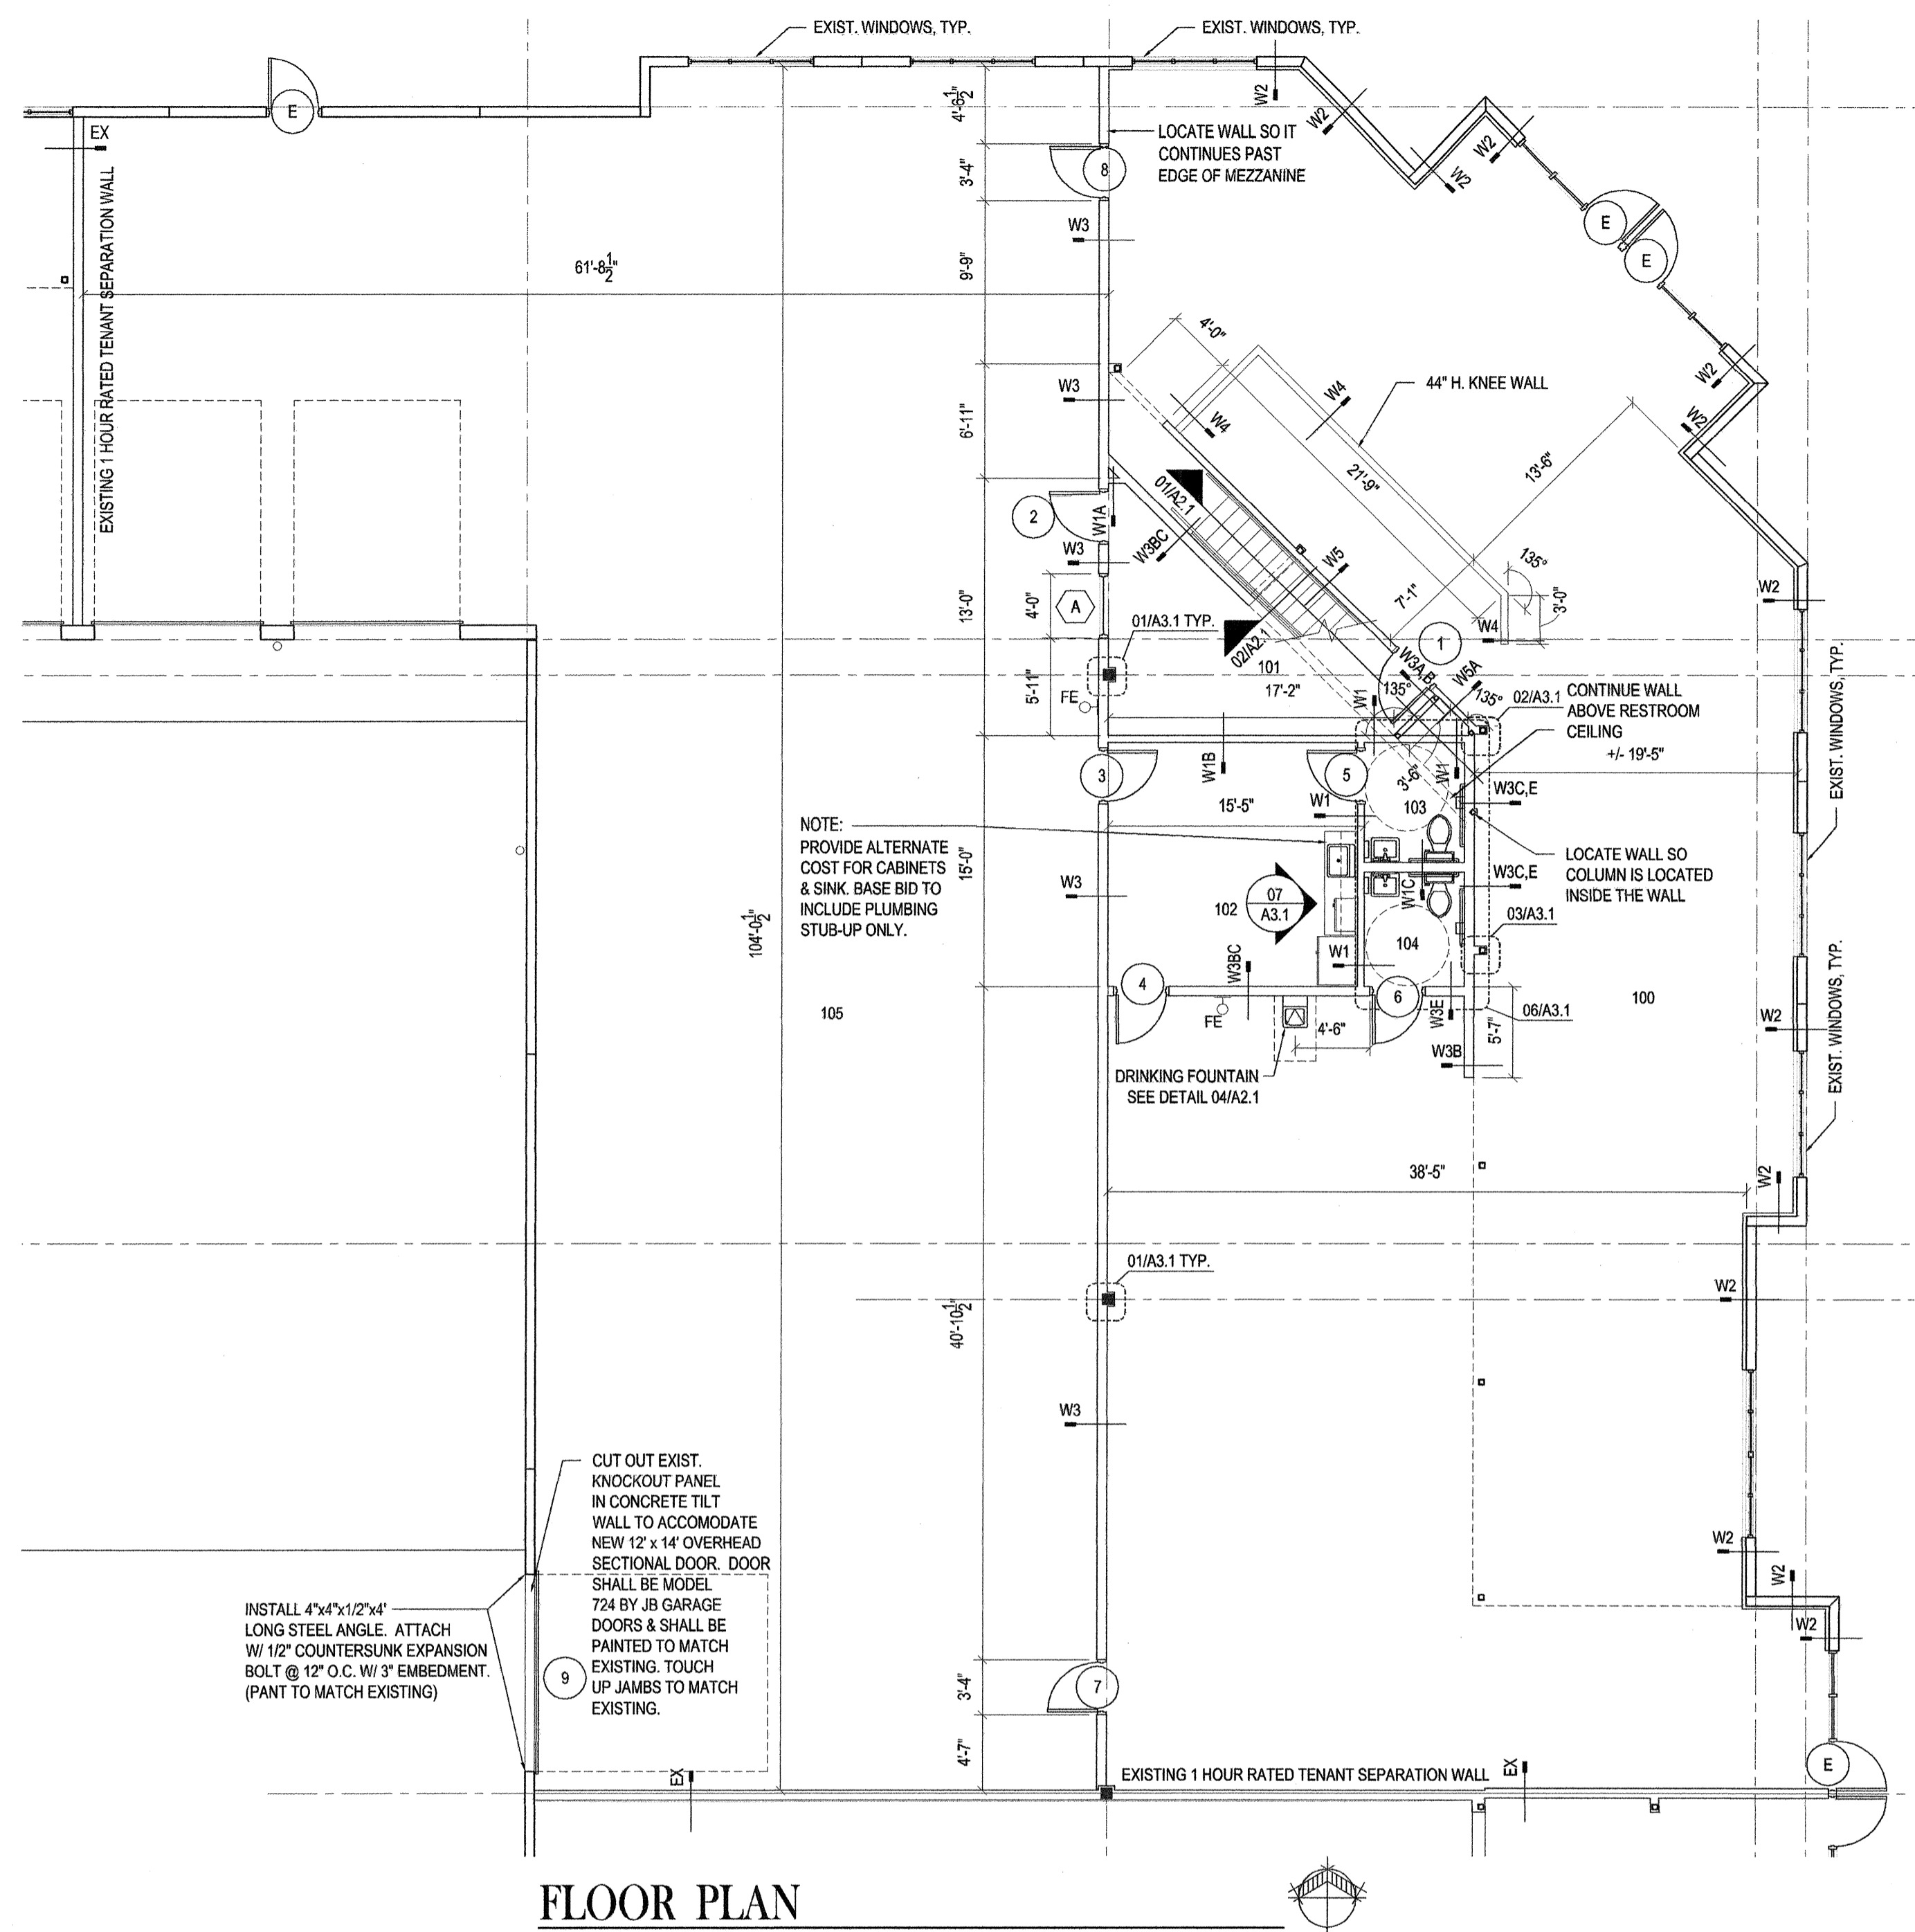 EXIST. WINDOWS, TYP.
EXIST. WINDOWS, TYP.
E
EX
EXISTING 1 HOUR RATED TENANT SEPARATION WALL
61'-8 1/2"
4'-6 1/2"
3'-4"
9'-9"
6'-11"
13'-0"
4'-0"
5'-11"
15'-0"
104'-0 1/2"
40'-10 1/2"
3'-4"
4'-7"
LOCATE WALL SO IT
CONTINUES PAST
EDGE OF MEZZANINE
8
W3
W3
2
W3
A
W1A
W3BC
W2
W2
W2
W2
E
E
W2
W2
4'-0"
W4
W4
44" H. KNEE WALL
21'-9"
13'-6"
01/A2.1
W5
02/A2.1
7'-1"
135°
3'-0"
W4
W2
01/A3.1 TYP.
101
17'-2"
FE
1
W3A,B
W5A
135°
135°
W1
02/A3.1
CONTINUE WALL
ABOVE RESTROOM
CEILING
+/- 19'-5"
EXIST. WINDOWS, TYP.
3
W1B
5
3'-6"
W1
103
W3C,E
15'-5"
W1
NOTE:
PROVIDE ALTERNATE
COST FOR CABINETS
& SINK. BASE BID TO
INCLUDE PLUMBING
STUB-UP ONLY.
W3
102
07
A3.1
W1C
W3C,E
LOCATE WALL SO
COLUMN IS LOCATED
INSIDE THE WALL
03/A3.1
104
W1
W3BC
4
6
W3E
06/A3.1
5'-7"
100
W2
EXIST. WINDOWS, TYP.
105
FE
4'-6"
W3B
DRINKING FOUNTAIN
SEE DETAIL 04/A2.1
38'-5"
W2
01/A3.1 TYP.
W2
W3
W2
W2
W2
CUT OUT EXIST.
KNOCKOUT PANEL
IN CONCRETE TILT
WALL TO ACCOMODATE
NEW 12' x 14' OVERHEAD
SECTIONAL DOOR. DOOR
SHALL BE MODEL
724 BY JB GARAGE
DOORS & SHALL BE
PAINTED TO MATCH
EXISTING. TOUCH
UP JAMBS TO MATCH
EXISTING.
INSTALL 4"x4"x1/2"x4'
LONG STEEL ANGLE. ATTACH
W/ 1/2" COUNTERSUNK EXPANSION
BOLT @ 12" O.C. W/ 3" EMBEDMENT.
(PANT TO MATCH EXISTING)
9
7
E
EX
EXISTING 1 HOUR RATED TENANT SEPARATION WALL
EX
FLOOR PLAN